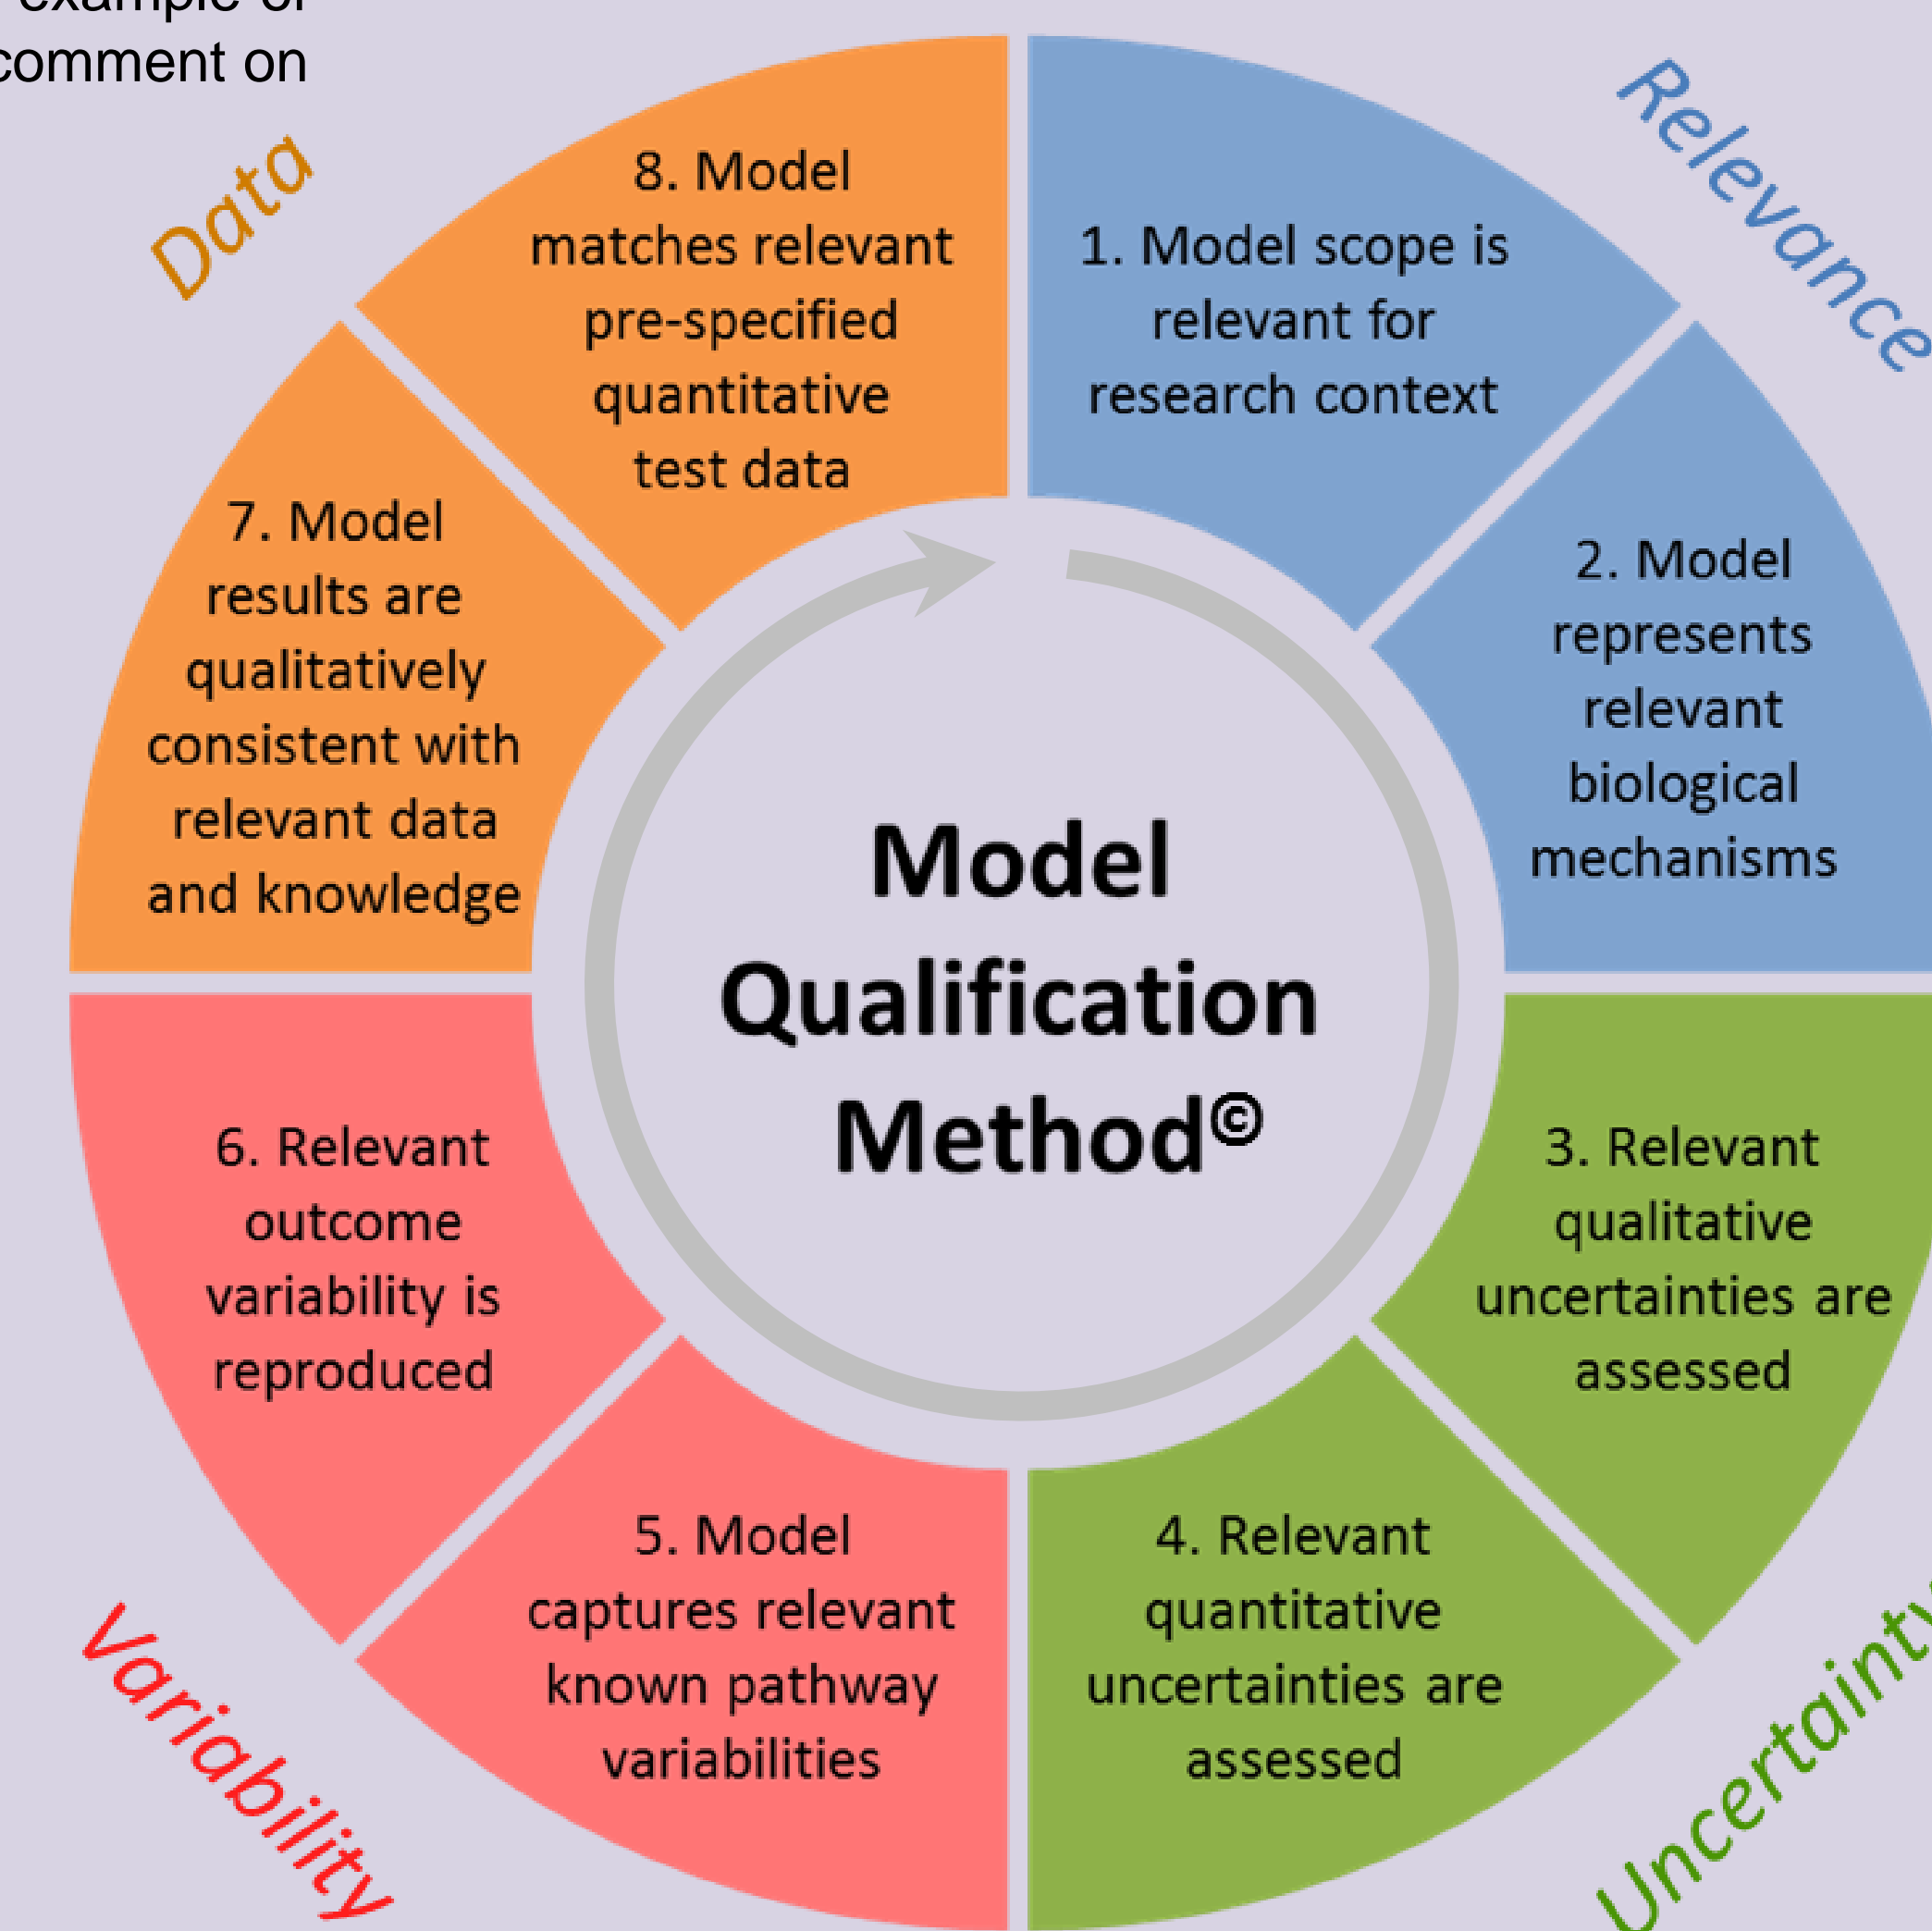 example of
comment on
Data
Relevance
8. Model
matches relevant
pre-specified
quantitative
test data
1. Model scope is
relevant for
research context
2. Model
represents
relevant
biological
mechanisms
3. Relevant
qualitative
uncertainties are
assessed
4. Relevant
quantitative
uncertainties are
assessed
5. Model
captures relevant
known pathway
variabilities
6. Relevant
outcome
variability is
reproduced
7. Model
results are
qualitatively
consistent with
relevant data
and knowledge
Model
Qualification
Method©
Variability
Uncertainty